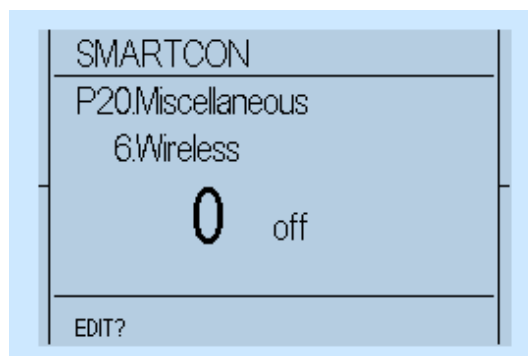 SMARTCON
P20.Miscellaneous
6.Wireless
0 off
EDIT?